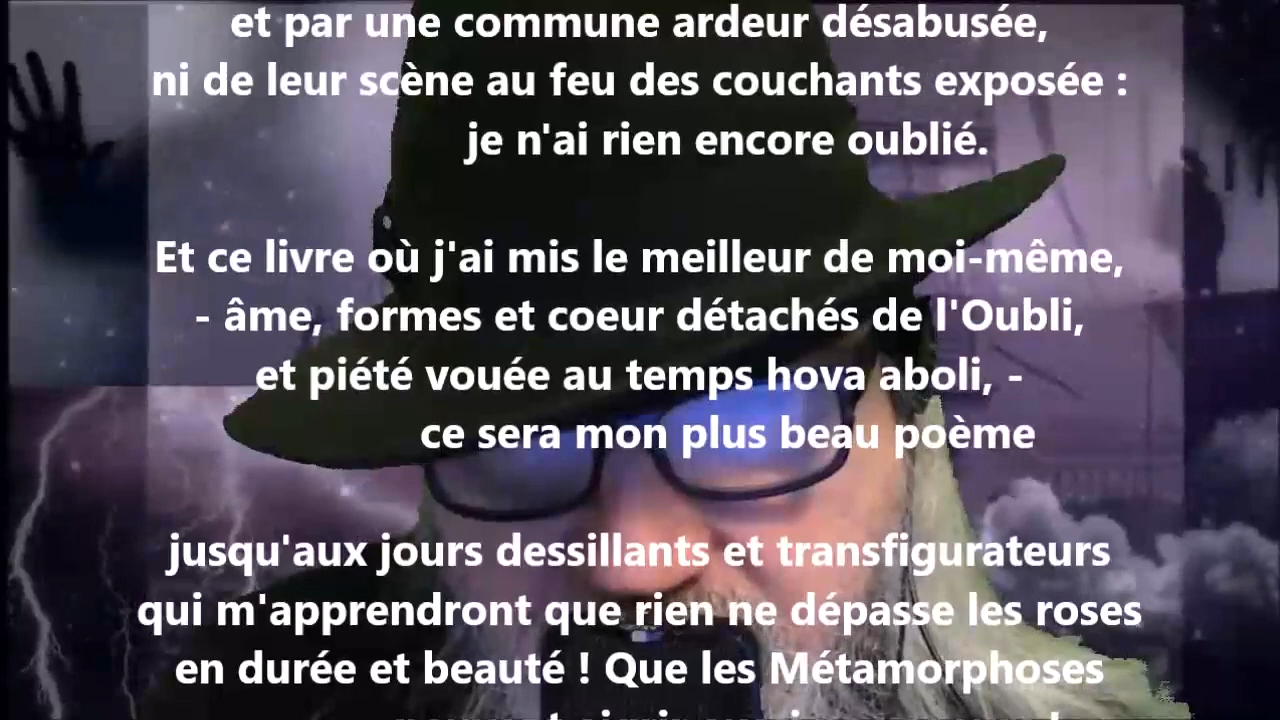 et par une commune ardeur désabusée,
ni de leur scène au feu des couchants exposée :
je n'ai rien encore oublié.
Et ce livre où j'ai mis le meilleur de moi-même,
- âme, formes et coeur détachés de l'Oubli,
et piété vouée au temps hova aboli, -
ce sera mon plus beau poème
jusqu'aux jours dessillants et transfigurateurs
qui m'apprendront que rien ne dépasse les roses
en durée et beauté ! Que les Métamorphoses